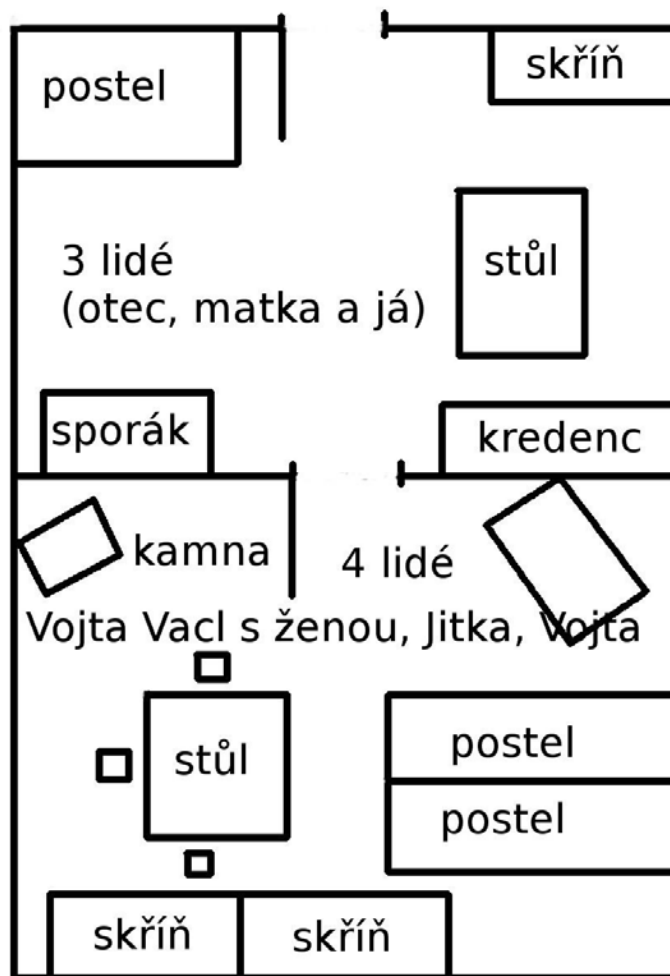 postel
skříň
3 lidé
(otec, matka a já)
stůl
sporák
kredenc
kamna
4 lidé
Vojta Vacl s ženou, Jitka, Vojta
stůl
postel
postel
skříň
skříň